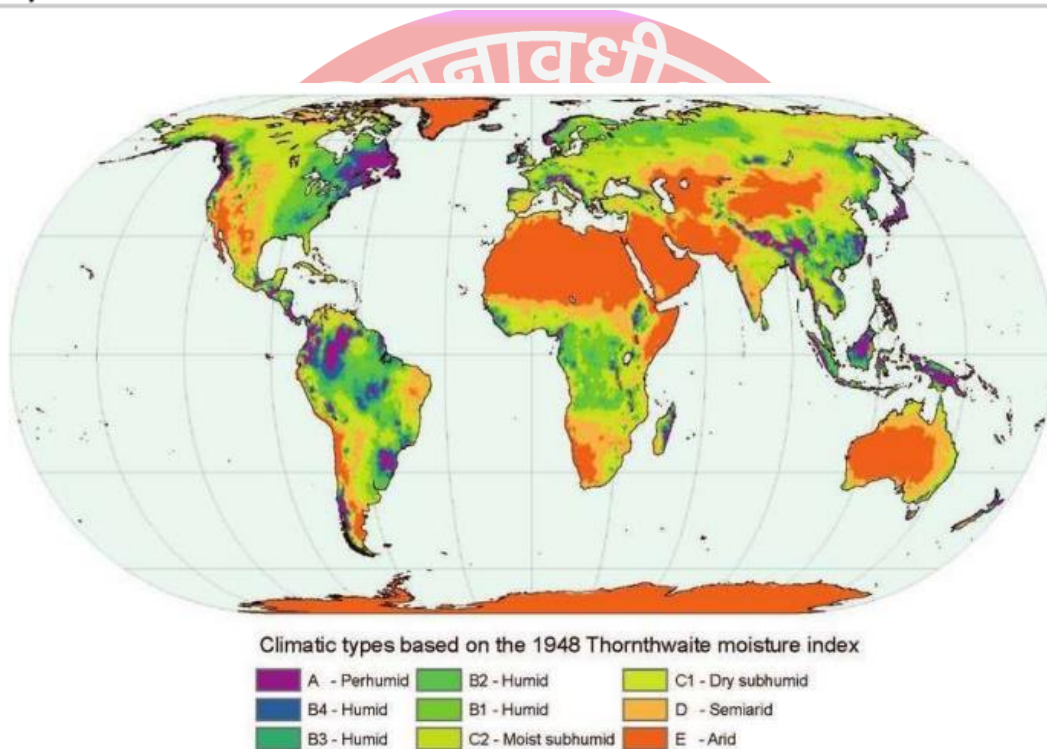 Climatic types based on the 1948 Thornthwaite moisture index
A - Perhumid B2 - Humid C1 - Dry subhumid
B4 - Humid B1 - Humid D - Semiarid
B3 - Humid C2 - Moist subhumid E - Arid